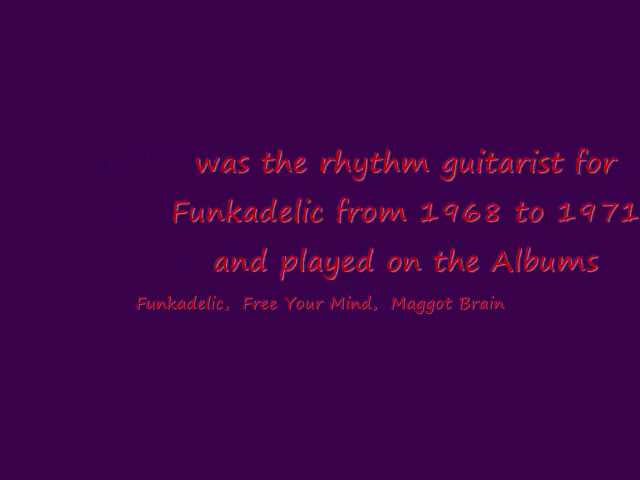 was the rhythm guitarist for
Funkadelic from 1968 to 1971
and played on the Albums
Funkadelic, Free Your Mind, Maggot Brain